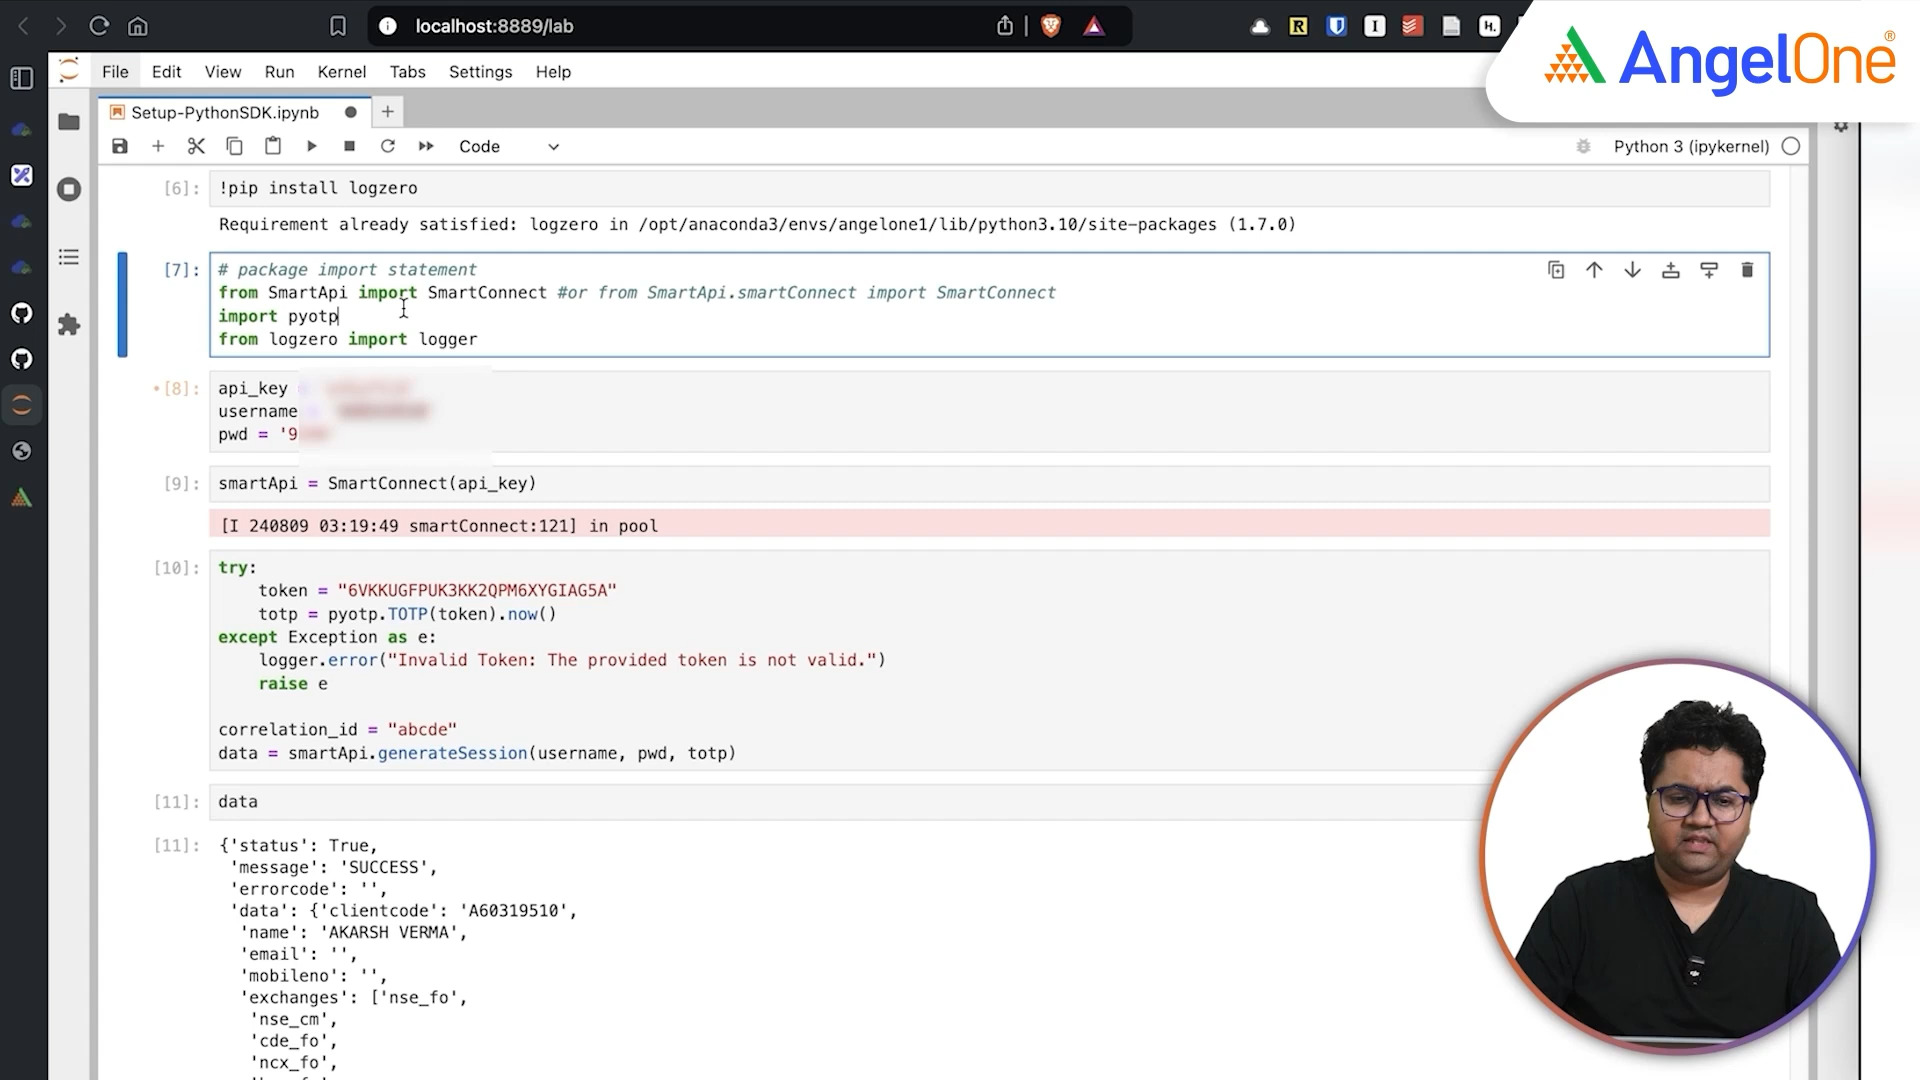 localhost:8889/lab
AngelOne®
File Edit View Run Kernel Tabs Settings Help
Setup-PythonSDK.ipynb
Code
Python 3 (ipykernel)
[6]: !pip install logzero
Requirement already satisfied: logzero in /opt/anaconda3/envs/angelone1/lib/python3.10/site-packages (1.7.0)
[7]: # package import statement
from SmartApi import SmartConnect #or from SmartApi.smartConnect import SmartConnect
import pyotp
from logzero import logger
[8]: api_key
username
pwd = '9
[9]: smartApi = SmartConnect(api_key)
[I 240809 03:19:49 smartConnect:121] in pool
[10]: try:
token = "6VKKUGFPUK3KK2QPM6XYGIAG5A"
totp = pyotp.TOTP(token).now()
except Exception as e:
logger.error("Invalid Token: The provided token is not valid.")
raise e
correlation_id = "abcde"
data = smartApi.generateSession(username, pwd, totp)
[11]: data
[11]: {'status': True,
'message': 'SUCCESS',
'errorcode': '',
'data': {'clientcode': 'A60319510',
'name': 'AKARSH VERMA',
'email': '',
'mobileno': '',
'exchanges': ['nse_fo',
'nse_cm',
'cde_fo',
'ncx_fo',